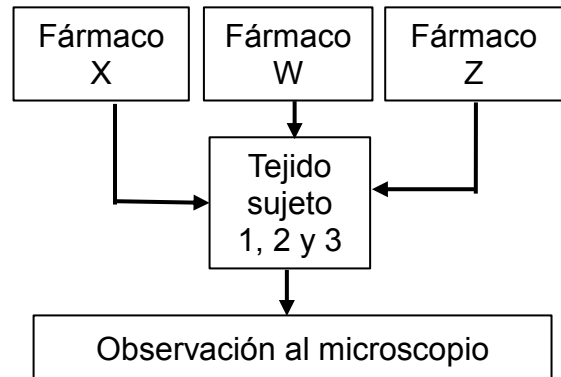 Fármaco
X
Fármaco
W
Fármaco
Z
Tejido
sujeto
1, 2 y 3
Observación al microscopio